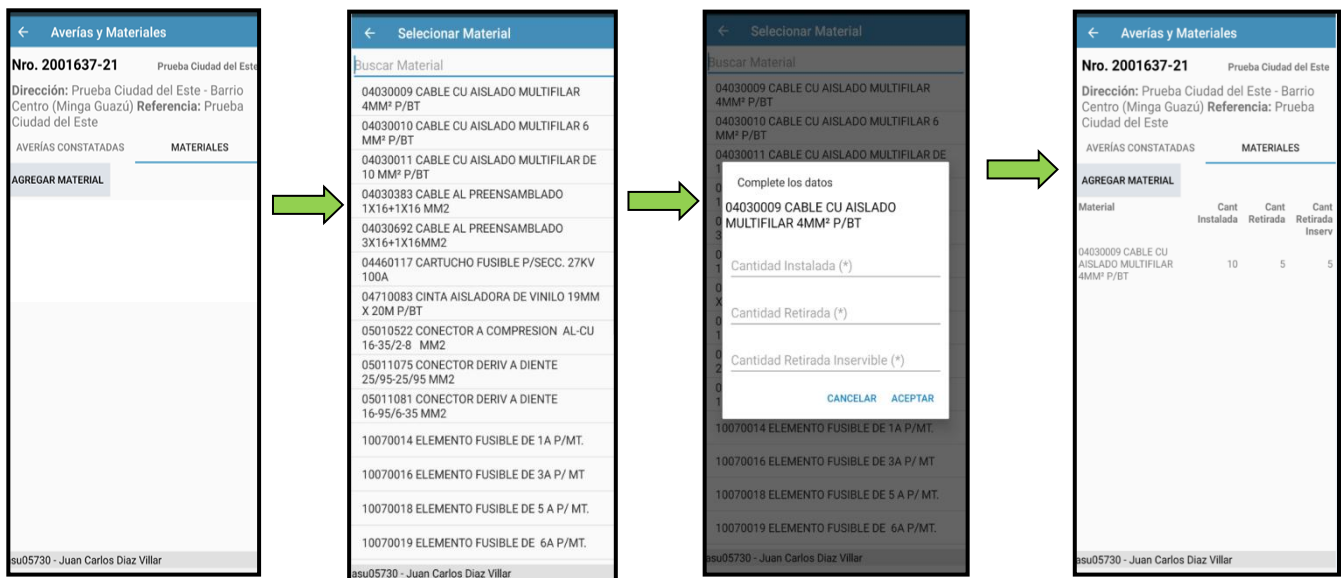 Averías y Materiales
Nro. 2001637-21 Prueba Ciudad del Este
Dirección: Prueba Ciudad del Este - Barrio
Centro (Minga Guazú) Referencia: Prueba
Ciudad del Este
AVERÍAS CONSTATADAS MATERIALES
AGREGAR MATERIAL
su05730 - Juan Carlos Diaz Villar
Selecionar Material
Buscar Material
04030009 CABLE CU AISLADO MULTIFILAR
4MM² P/BT
04030010 CABLE CU AISLADO MULTIFILAR 6
MM² P/BT
04030011 CABLE CU AISLADO MULTIFILAR DE
10 MM² P/BT
04030383 CABLE AL PREENSAMBLADO
1X16+1X16 MM2
04030692 CABLE AL PREENSAMBLADO
3X16+1X16MM2
04460117 CARTUCHO FUSIBLE P/SECC. 27KV
100A
04710083 CINTA AISLADORA DE VINILO 19MM
X 20M P/BT
05010522 CONECTOR A COMPRESION AL-CU
16-35/2-8 MM2
05011075 CONECTOR DERIV A DIENTE
25/95-25/95 MM2
05011081 CONECTOR DERIV A DIENTE
16-95/6-35 MM2
10070014 ELEMENTO FUSIBLE DE 1A P/MT.
10070016 ELEMENTO FUSIBLE DE 3A P/ MT
10070018 ELEMENTO FUSIBLE DE 5 A P/ MT.
10070019 ELEMENTO FUSIBLE DE 6A P/MT.
asu05730 - Juan Carlos Diaz Villar
Selecionar Material
Buscar Material
04030009 CABLE CU AISLADO MULTIFILAR
4MM² P/BT
04030010 CABLE CU AISLADO MULTIFILAR 6
MM² P/BT
04030011 CABLE CU AISLADO MULTIFILAR DE
Complete los datos
04030009 CABLE CU AISLADO
MULTIFILAR 4MM² P/BT
Cantidad Instalada (*)
Cantidad Retirada (*)
Cantidad Retirada Inservible (*)
CANCELAR ACEPTAR
10070014 ELEMENTO FUSIBLE DE 1A P/MT.
10070016 ELEMENTO FUSIBLE DE 3A P/ MT
10070018 ELEMENTO FUSIBLE DE 5 A P/ MT.
10070019 ELEMENTO FUSIBLE DE 6A P/MT.
asu05730 - Juan Carlos Diaz Villar
Averías y Materiales
Nro. 2001637-21 Prueba Ciudad del Este
Dirección: Prueba Ciudad del Este - Barrio
Centro (Minga Guazú) Referencia: Prueba
Ciudad del Este
AVERÍAS CONSTATADAS MATERIALES
AGREGAR MATERIAL
Material Cant Cant Cant
Instalada Retirada Retirada
Inserv
04030009 CABLE CU
AISLADO MULTIFILAR 10 5 5
4MM² P/BT
asu05730 - Juan Carlos Diaz Villar